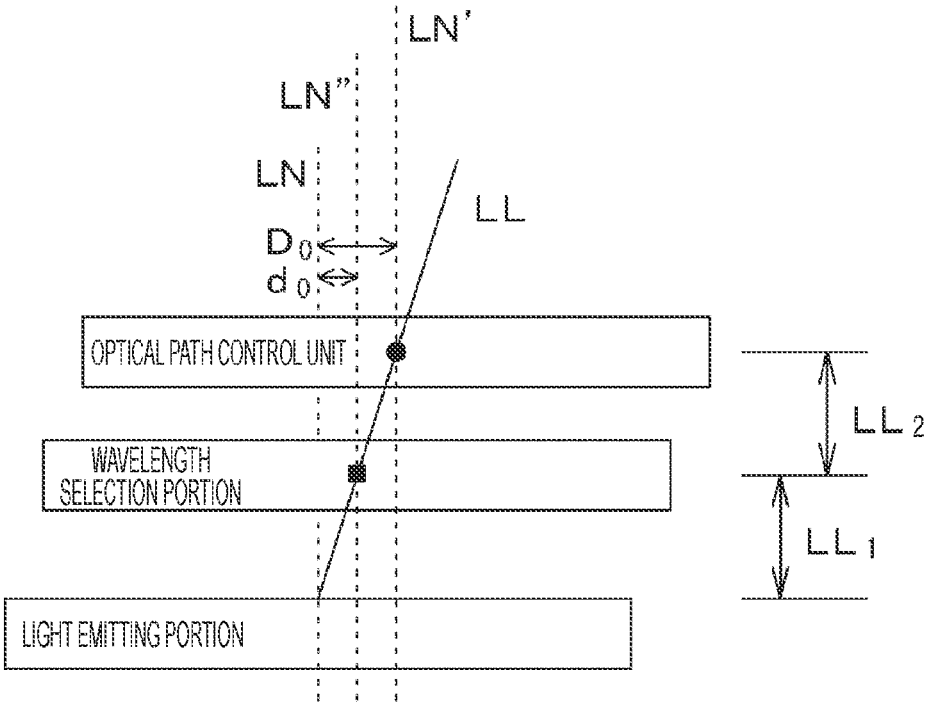 LN'
LN"
LN
LL
D0
d0
OPTICAL PATH CONTROL UNIT
LL2
WAVELENGTH
SELECTION PORTION
LL1
LIGHT EMITTING PORTION